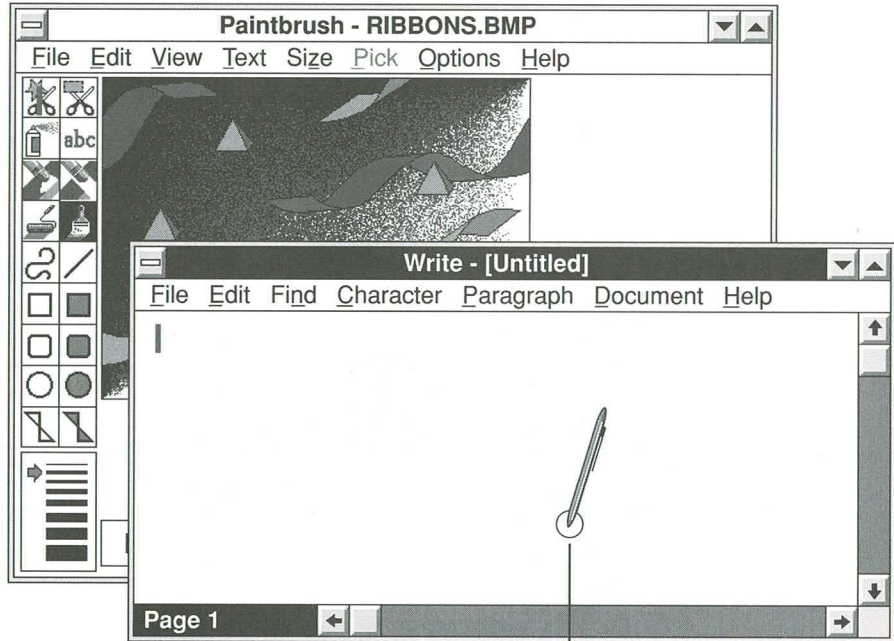 Paintbrush - RIBBONS.BMP
File Edit View Text Size Pick Options Help
abc
Write - [Untitled]
File Edit Find Character Paragraph Document Help
Page 1